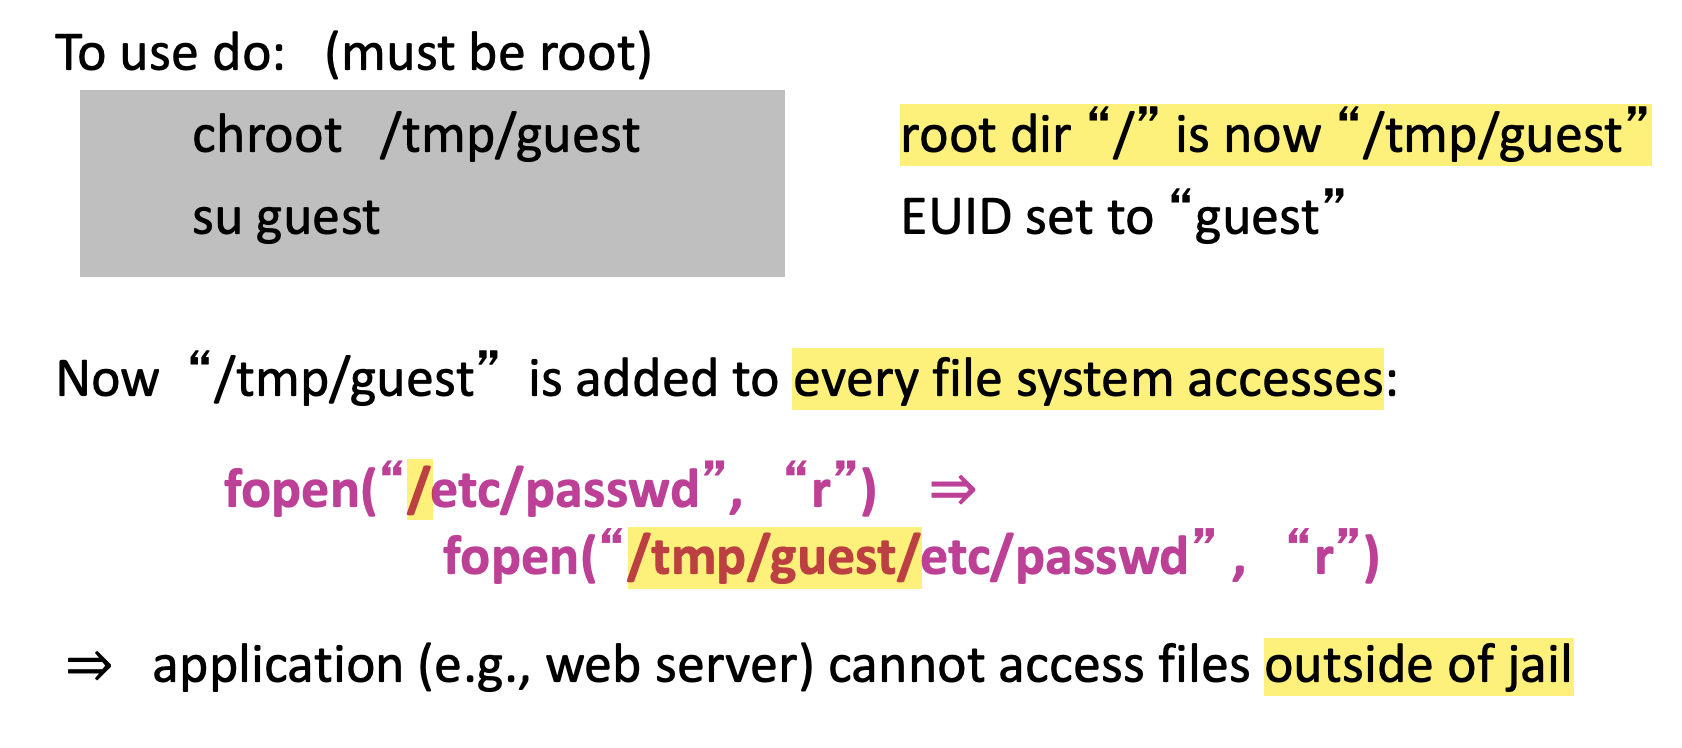 To use do: (must be root)
chroot /tmp/guest root dir “/” is now “/tmp/guest”
su guest EUID set to “guest”
Now “/tmp/guest” is added to every file system accesses:
fopen(“/etc/passwd”, “r”) ⇒
fopen(“/tmp/guest/etc/passwd”, “r”)
⇒ application (e.g., web server) cannot access files outside of jail